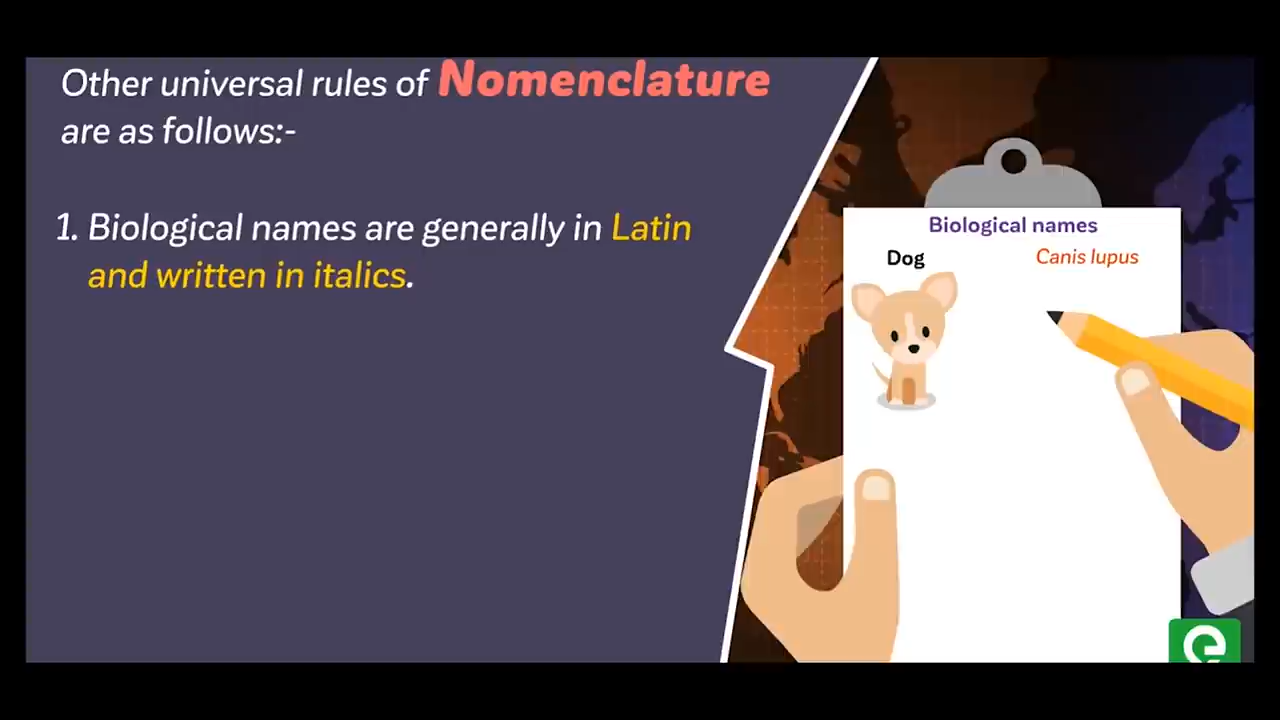 Other universal rules of Nomenclature
are as follows:-
1. Biological names are generally in Latin
and written in italics.
Biological names
Dog Canis lupus